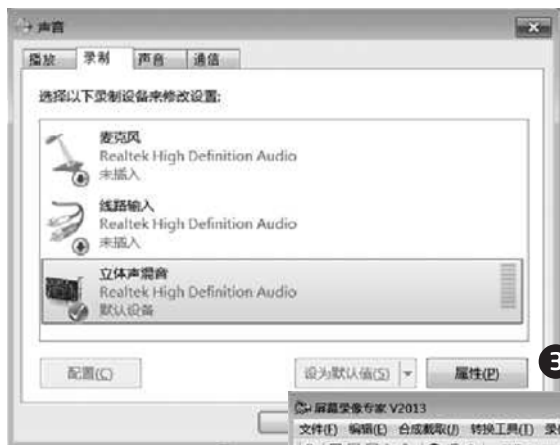 声音
播放 录制 声音 通信
选择以下录制设备来修改设置:
麦克风
Realtek High Definition Audio
未插入
线路输入
Realtek High Definition Audio
未插入
立体声混音
Realtek High Definition Audio
默认设备
配置(C) 设为默认值(S) 属性(P)
3
屏幕录像专家 V2013
文件(F) 编辑(E) 合成截取(J) 转换工具(T) 录